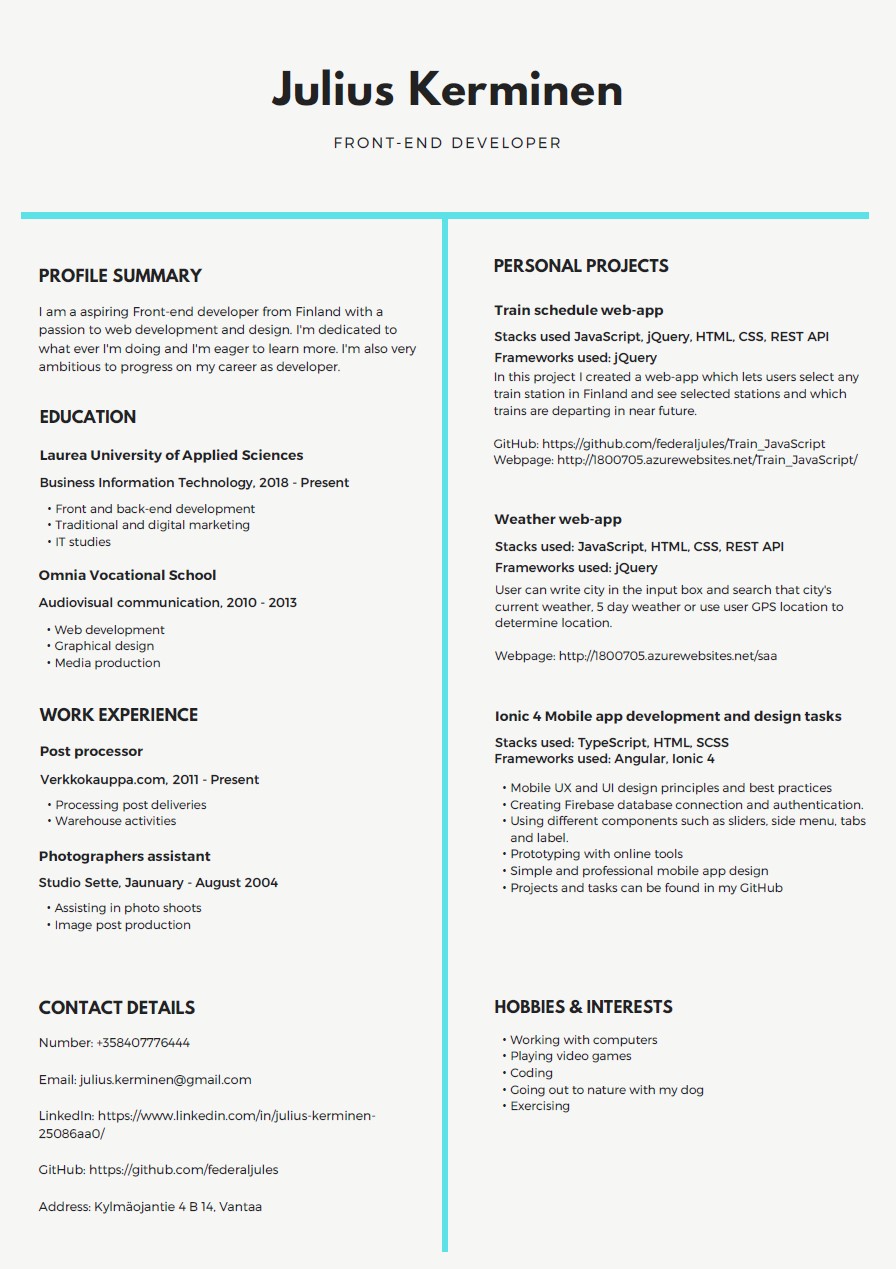 Julius Kerminen
FRONT-END DEVELOPER
PROFILE SUMMARY
I am a aspiring Front-end developer from Finland with a
passion to web development and design. I'm dedicated to
what ever I'm doing and I'm eager to learn more. I'm also very
ambitious to progress on my career as developer.
EDUCATION
Laurea University of Applied Sciences
Business Information Technology, 2018 - Present
• Front and back-end development
• Traditional and digital marketing
• IT studies
Omnia Vocational School
Audiovisual communication, 2010 - 2013
• Web development
• Graphical design
• Media production
WORK EXPERIENCE
Post processor
Verkkokauppa.com, 2011 - Present
• Processing post deliveries
• Warehouse activities
Photographers assistant
Studio Sette, Jaunuary - August 2004
• Assisting in photo shoots
• Image post production
CONTACT DETAILS
Number: +358407776444
Email: julius.kerminen@gmail.com
LinkedIn: https://www.linkedin.com/in/julius-kerminen-
25086aa0/
GitHub: https://github.com/federaljules
Address: Kylmäojantie 4 B 14, Vantaa
PERSONAL PROJECTS
Train schedule web-app
Stacks used JavaScript, jQuery, HTML, CSS, REST API
Frameworks used: jQuery
In this project I created a web-app which lets users select any
train station in Finland and see selected stations and which
trains are departing in near future.
GitHub: https://github.com/federaljules/Train_JavaScript
Webpage: http://1800705.azurewebsites.net/Train_JavaScript/
Weather web-app
Stacks used: JavaScript, HTML, CSS, REST API
Frameworks used: jQuery
User can write city in the input box and search that city's
current weather, 5 day weather or use user GPS location to
determine location.
Webpage: http://1800705.azurewebsites.net/saa
Ionic 4 Mobile app development and design tasks
Stacks used: TypeScript, HTML, SCSS
Frameworks used: Angular, Ionic 4
• Mobile UX and UI design principles and best practices
• Creating Firebase database connection and authentication.
• Using different components such as sliders, side menu, tabs
and label.
• Prototyping with online tools
• Simple and professional mobile app design
• Projects and tasks can be found in my GitHub
HOBBIES & INTERESTS
• Working with computers
• Playing video games
• Coding
• Going out to nature with my dog
• Exercising